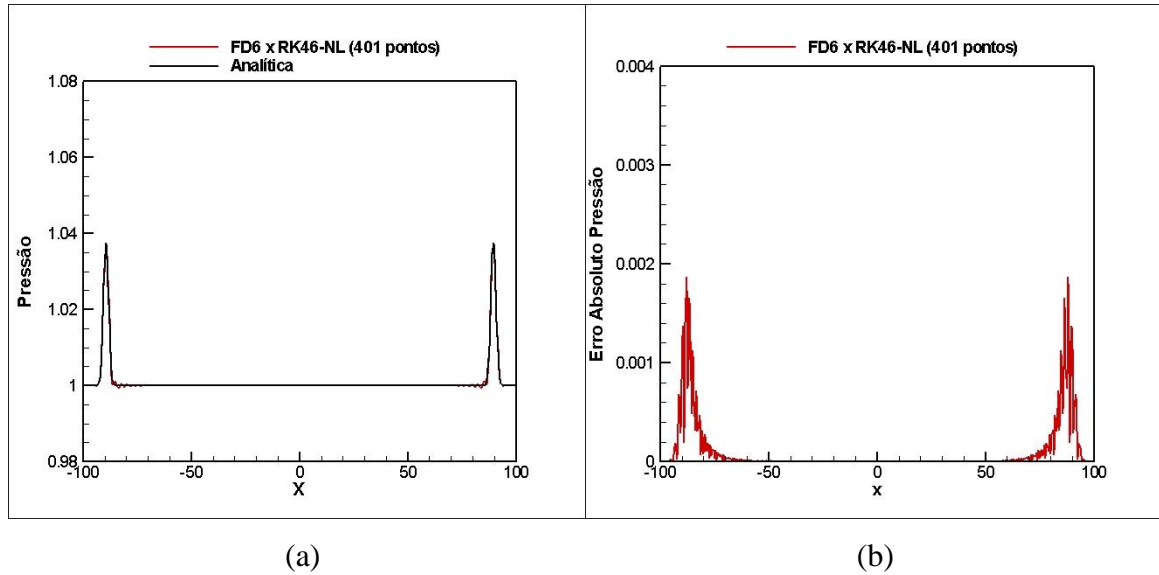 FD6 x RK46-NL (401 pontos)
Analítica
1.08
1.06
1.04
1.02
1
0.98
Pressão
-100
-50
0
50
100
X
(a)
FD6 x RK46-NL (401 pontos)
0.004
0.003
0.002
0.001
0
Erro Absoluto Pressão
-100
-50
0
50
100
x
(b)